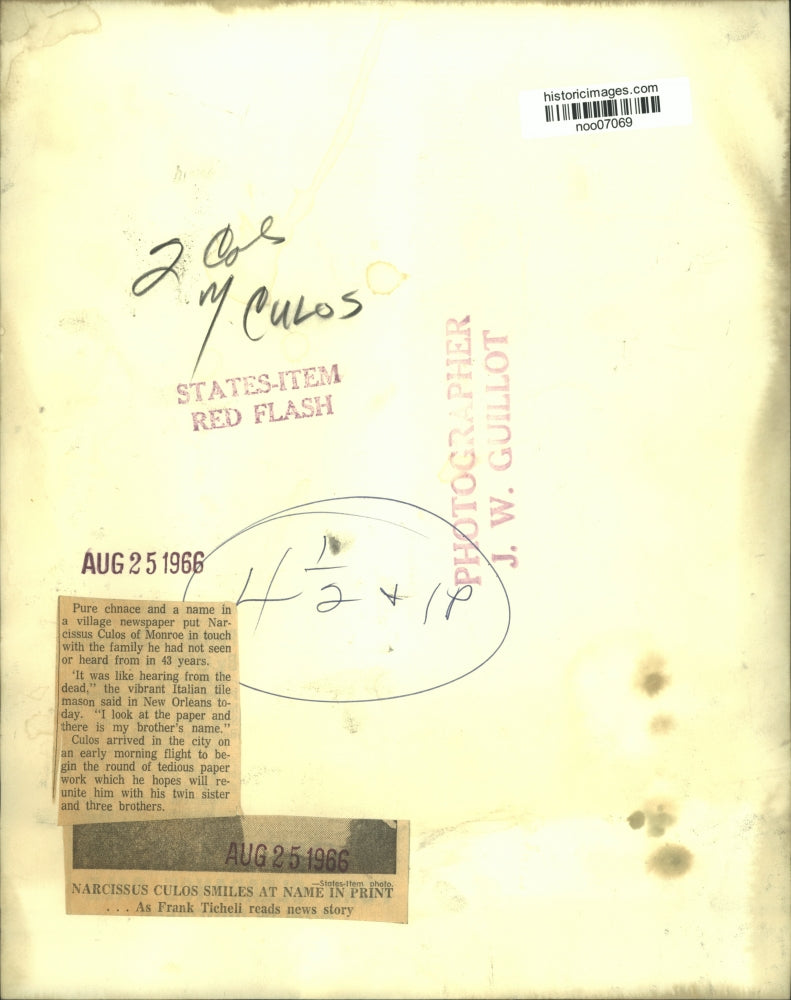 historicimages.com
noo07069
2 Col
M CULOS
STATES-ITEM
RED FLASH
PHOTOGRAPHER
J. W. GUILLOT
AUG 25 1966
4 1/2 +
Pure chnace and a name in
a village newspaper put Nar-
cissus Culos of Monroe in touch
with the family he had not seen
or heard from in 43 years.
'It was like hearing from the
dead," the vibrant Italian tile
mason said in New Orleans to-
day. "I look at the paper and
there is my brother's name."
Culos arrived in the city on
an early morning flight to be-
gin the round of tedious paper
work which he hopes will re-
unite him with his twin sister
and three brothers.
AUG 25 1966
—States-Item photo.
NARCISSUS CULOS SMILES AT NAME IN PRINT
. . . As Frank Ticheli reads news story